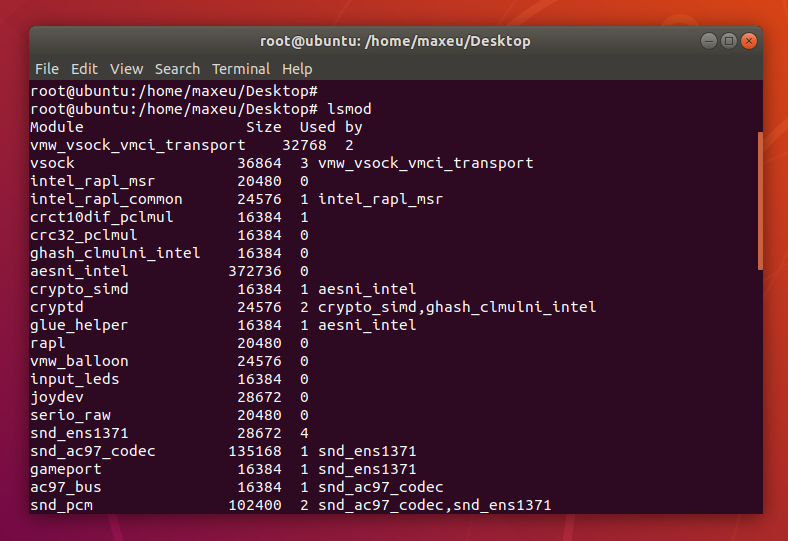 root@ubuntu: /home/maxeu/Desktop
File Edit View Search Terminal Help
root@ubuntu:/home/maxeu/Desktop#
root@ubuntu:/home/maxeu/Desktop# lsmod
Module                  Size  Used by
vmw_vsock_vmci_transport    32768  2
vsock                  36864  3 vmw_vsock_vmci_transport
intel_rapl_msr         20480  0
intel_rapl_common      24576  1 intel_rapl_msr
crct10dif_pclmul       16384  1
crc32_pclmul           16384  0
ghash_clmulni_intel    16384  0
aesni_intel           372736  0
crypto_simd            16384  1 aesni_intel
cryptd                 24576  2 crypto_simd,ghash_clmulni_intel
glue_helper            16384  1 aesni_intel
rapl                   20480  0
vmw_balloon            24576  0
input_leds             16384  0
joydev                 28672  0
serio_raw              20480  0
snd_ens1371            28672  4
snd_ac97_codec        135168  1 snd_ens1371
gameport               16384  1 snd_ens1371
ac97_bus               16384  1 snd_ac97_codec
snd_pcm               102400  2 snd_ac97_codec,snd_ens1371